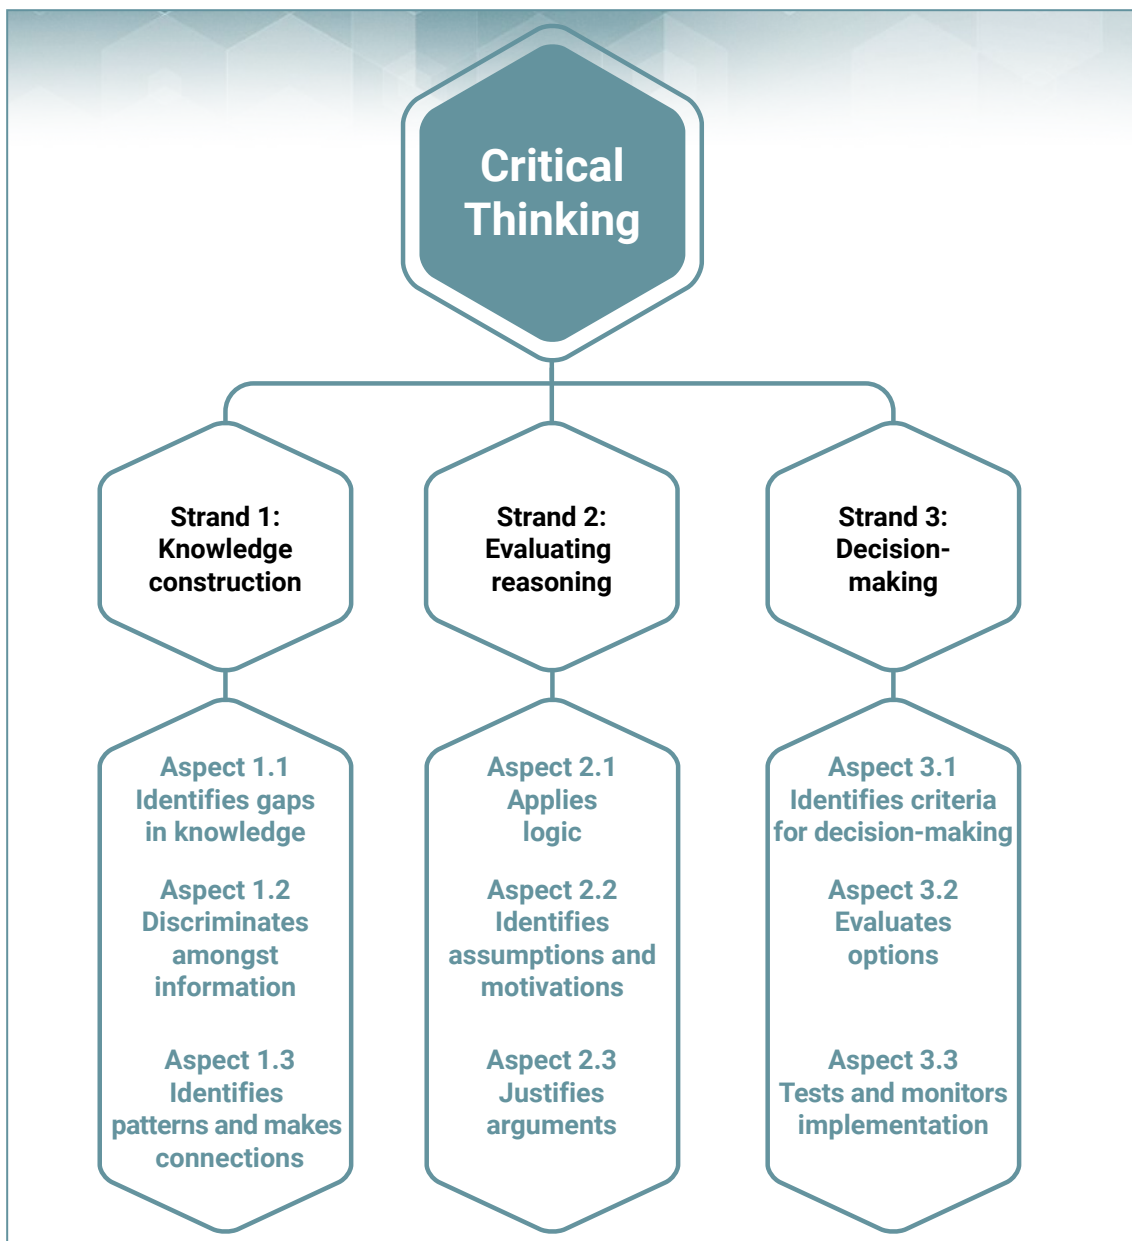 Critical
Thinking
Strand 1:
Knowledge
construction
Strand 2:
Evaluating
reasoning
Strand 3:
Decision-
making
Aspect 1.1
Identifies gaps
in knowledge
Aspect 1.2
Discriminates
amongst
information
Aspect 1.3
Identifies
patterns and makes
connections
Aspect 2.1
Applies
logic
Aspect 2.2
Identifies
assumptions and
motivations
Aspect 2.3
Justifies
arguments
Aspect 3.1
Identifies criteria
for decision-making
Aspect 3.2
Evaluates
options
Aspect 3.3
Tests and monitors
implementation